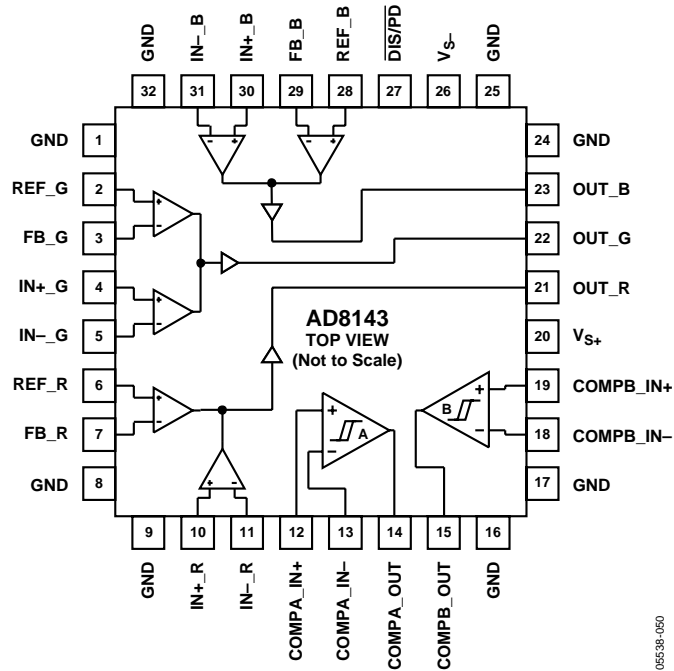 GND
IN–_B
IN+_B
FB_B
REF_B
DIS/PD
VS–
GND
32
31
30
29
28
27
26
25
GND 1
REF_G 2
FB_G 3
IN+_G 4
IN–_G 5
REF_R 6
FB_R 7
GND 8
– +
– +
+
–
+
–
+
–
+ –
AD8143
TOP VIEW
(Not to Scale)
+
–
A
B
+
–
24 GND
23 OUT_B
22 OUT_G
21 OUT_R
20 VS+
19 COMPB_IN+
18 COMPB_IN–
17 GND
9
10
11
12
13
14
15
16
GND
IN+_R
IN–_R
COMPA_IN+
COMPA_IN–
COMPA_OUT
COMPB_OUT
GND
05538-050